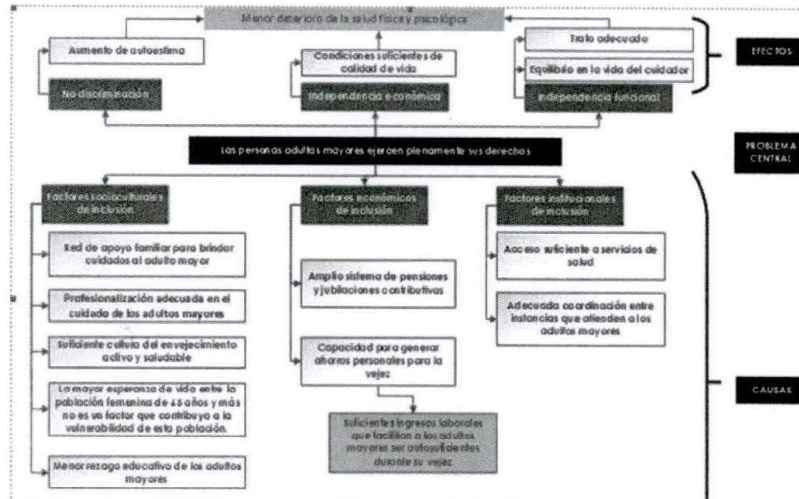 Menor deterioro de la salud física y psicológica
Aumento de autoestima
Condiciones suficientes de
calidad de vida
Trato adecuado
Equilibrio en la vida del cuidador
EFECTOS
No discriminación
Independencia económica
Independencia funcional
Las personas adultas mayores ejercen plenamente sus derechos
PROBLEMA
CENTRAL
Factores socioculturales
de inclusión
Factores económicos
de inclusión
Factores institucionales
de inclusión
Red de apoyo familiar para brindar
cuidados al adulto mayor
Profesionalización adecuada en el
cuidado de los adultos mayores
Suficiente cultura del envejecimiento
activo y saludable
La mayor esperanza de vida entre la
población femenina de 65 años y más
no es un factor que contribuya a la
vulnerabilidad de esta población.
Menor rezago educativo de los adultos
mayores
Amplio sistema de pensiones
y jubilaciones contributivas
Capacidad para generar
ahorros personales para la
vejez
Suficientes ingresos laborales
que facilitan a los adultos
mayores ser autosuficientes
durante su vejez
Acceso suficiente a servicios de
salud
Adecuada coordinación entre
instancias que atienden a los
adultos mayores
CAUSAS